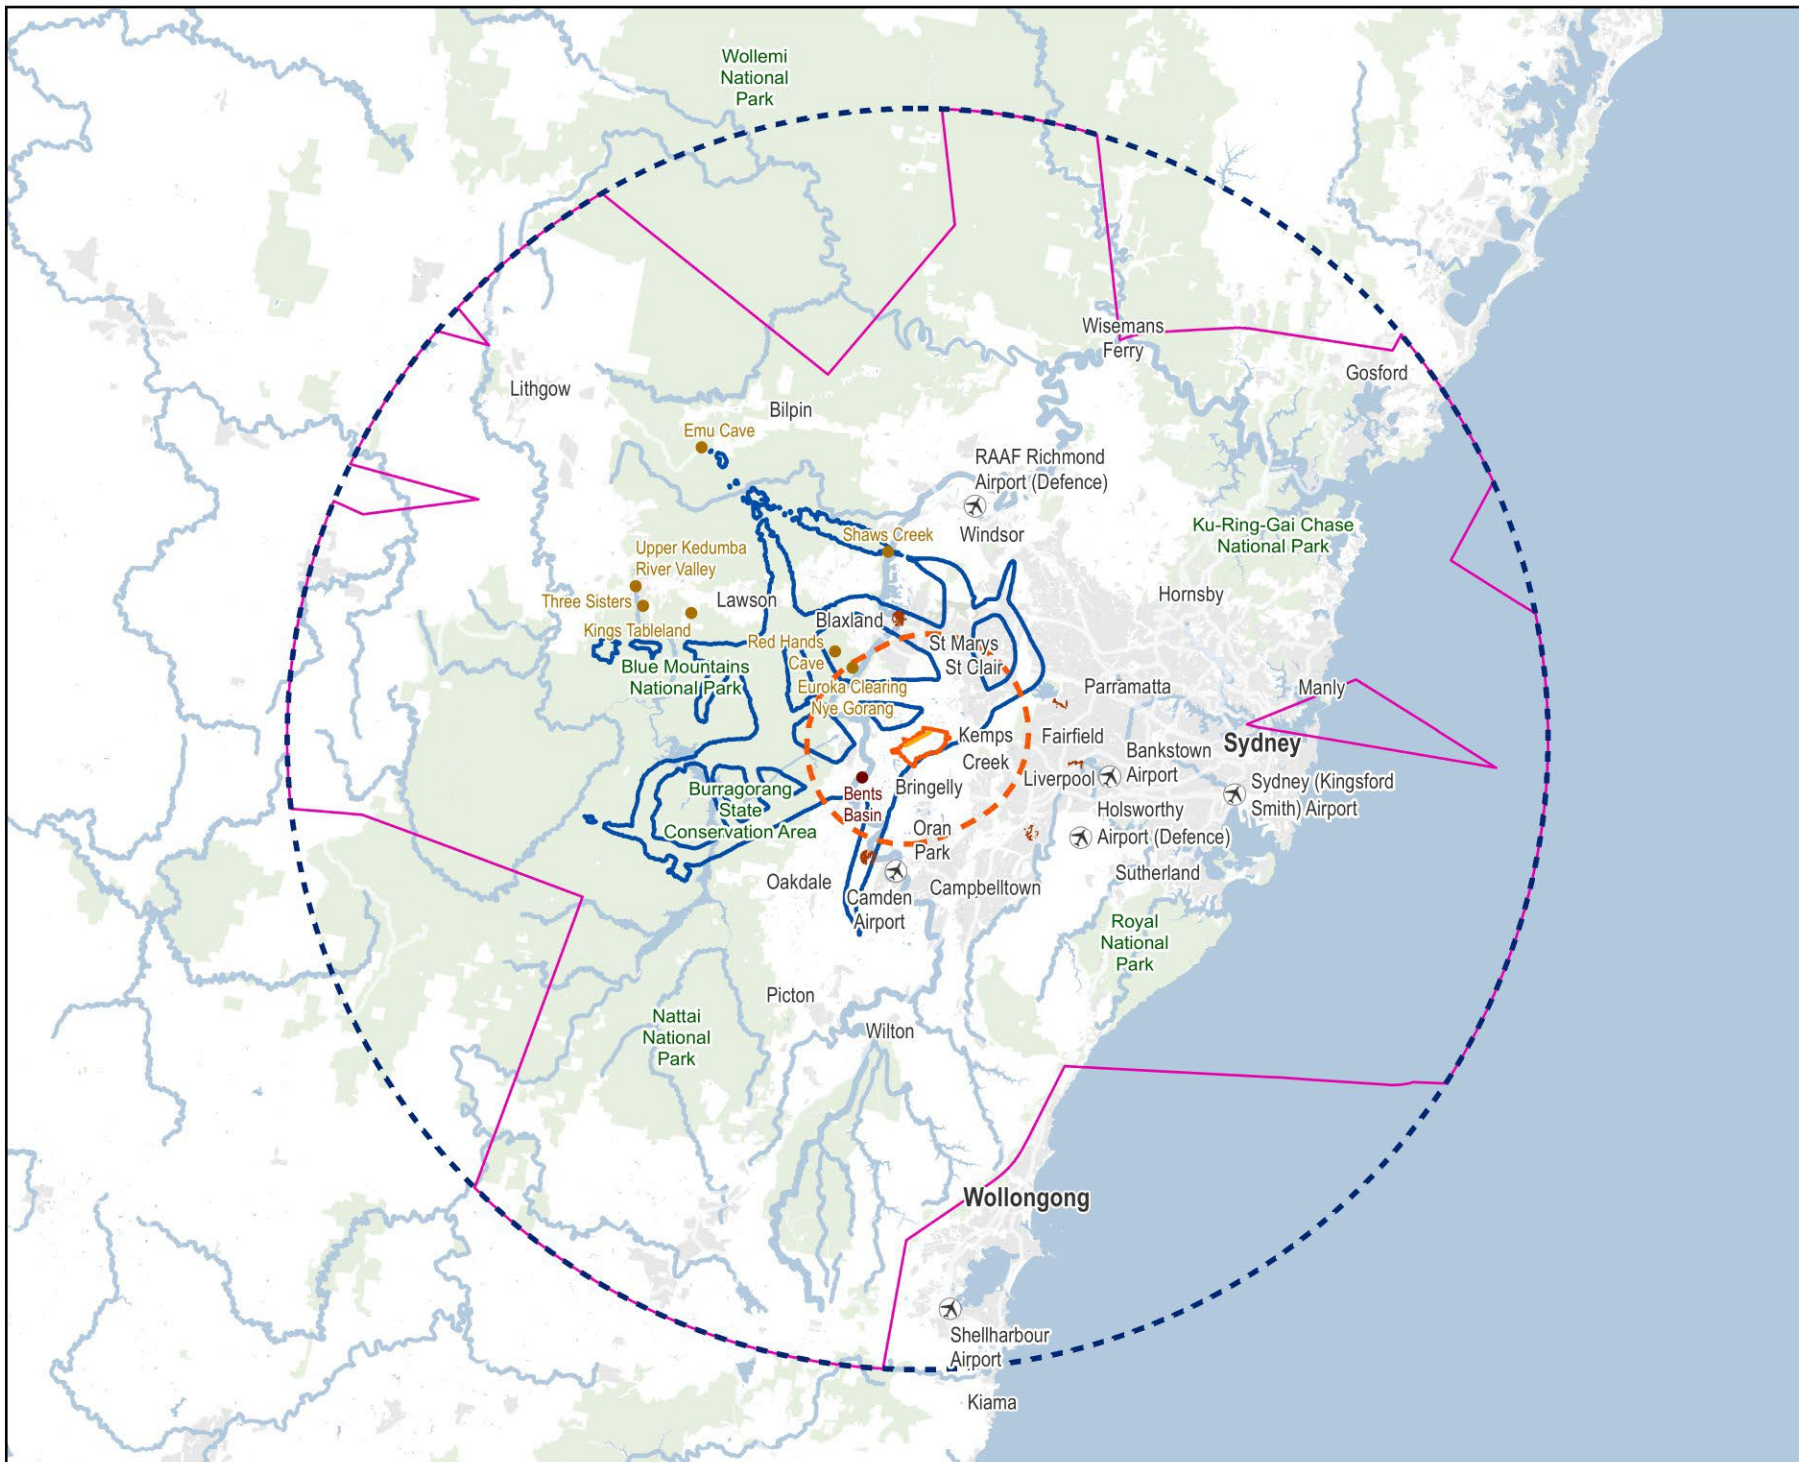 Wollemi
National
Park
Wisemans
Ferry
Gosford
Lithgow
Bilpin
Emu Cave
RAAF Richmond
Airport (Defence)
Windsor
Ku-Ring-Gai Chase
National Park
Shaws Creek
Upper Kedumba
River Valley
Three Sisters
Kings Tableland
Lawson
Hornsby
Blaxland
Red Hands
Cave
St Marys
St Clair
Blue Mountains
National Park
Euroka Clearing
Nye Gorang
Parramatta
Manly
Kemps
Creek
Fairfield
Bankstown
Airport
Sydney
Liverpool
Sydney (Kingsford
Smith) Airport
Burragorang
State
Conservation Area
Bents
Basin
Bringelly
Holsworthy
Airport (Defence)
Oran
Park
Sutherland
Oakdale
Camden
Airport
Campbelltown
Royal
National
Park
Picton
Nattai
National
Park
Wilton
Wollongong
Shellharbour
Airport
Kiama